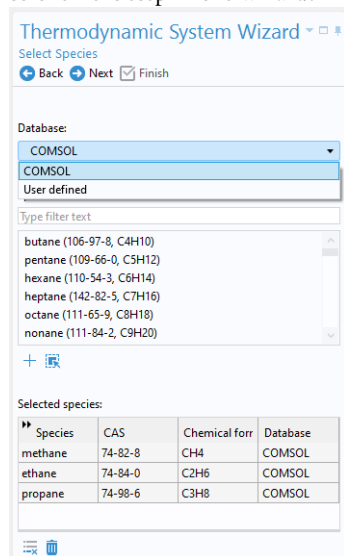 Thermodynamic System Wizard
Select Species
Back Next Finish
Database:
COMSOL
COMSOL
User defined
Type filter text
butane (106-97-8, C4H10)
pentane (109-66-0, C5H12)
hexane (110-54-3, C6H14)
heptane (142-82-5, C7H16)
octane (111-65-9, C8H18)
nonane (111-84-2, C9H20)
Selected species:
Species CAS Chemical forr Database
methane 74-82-8 CH4 COMSOL
ethane 74-84-0 C2H6 COMSOL
propane 74-98-6 C3H8 COMSOL